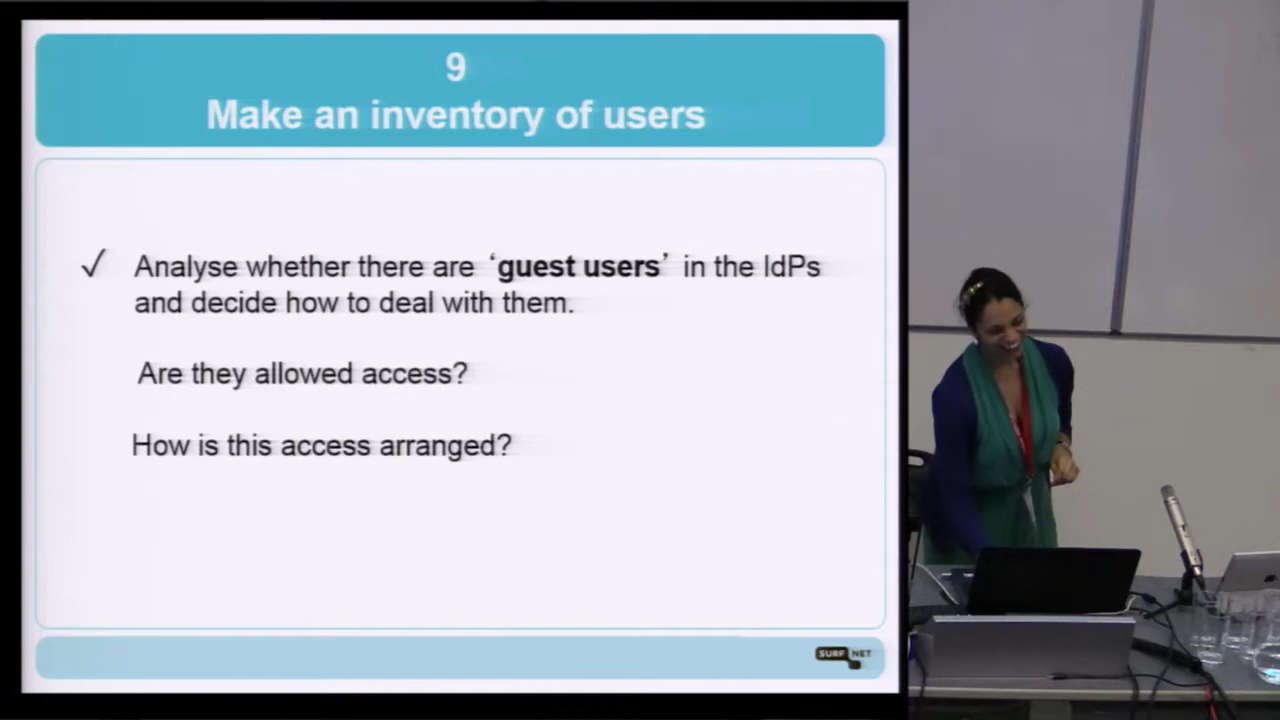 9
Make an inventory of users
✓ Analyse whether there are ‘guest users’ in the IdPs
and decide how to deal with them.
Are they allowed access?
How is this access arranged?
SURF NET